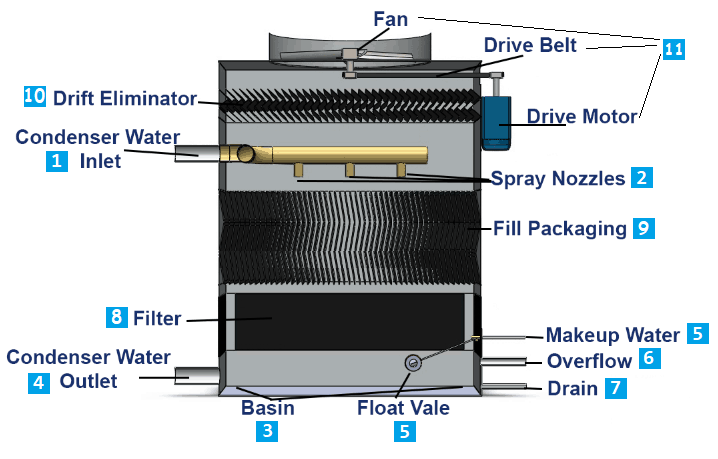 Fan
Drive Belt
11
10 Drift Eliminator
Drive Motor
Condenser Water
1 Inlet
Spray Nozzles 2
Fill Packaging 9
8 Filter
Makeup Water 5
Condenser Water
4 Outlet
Overflow 6
Drain 7
Basin
3
Float Vale
5